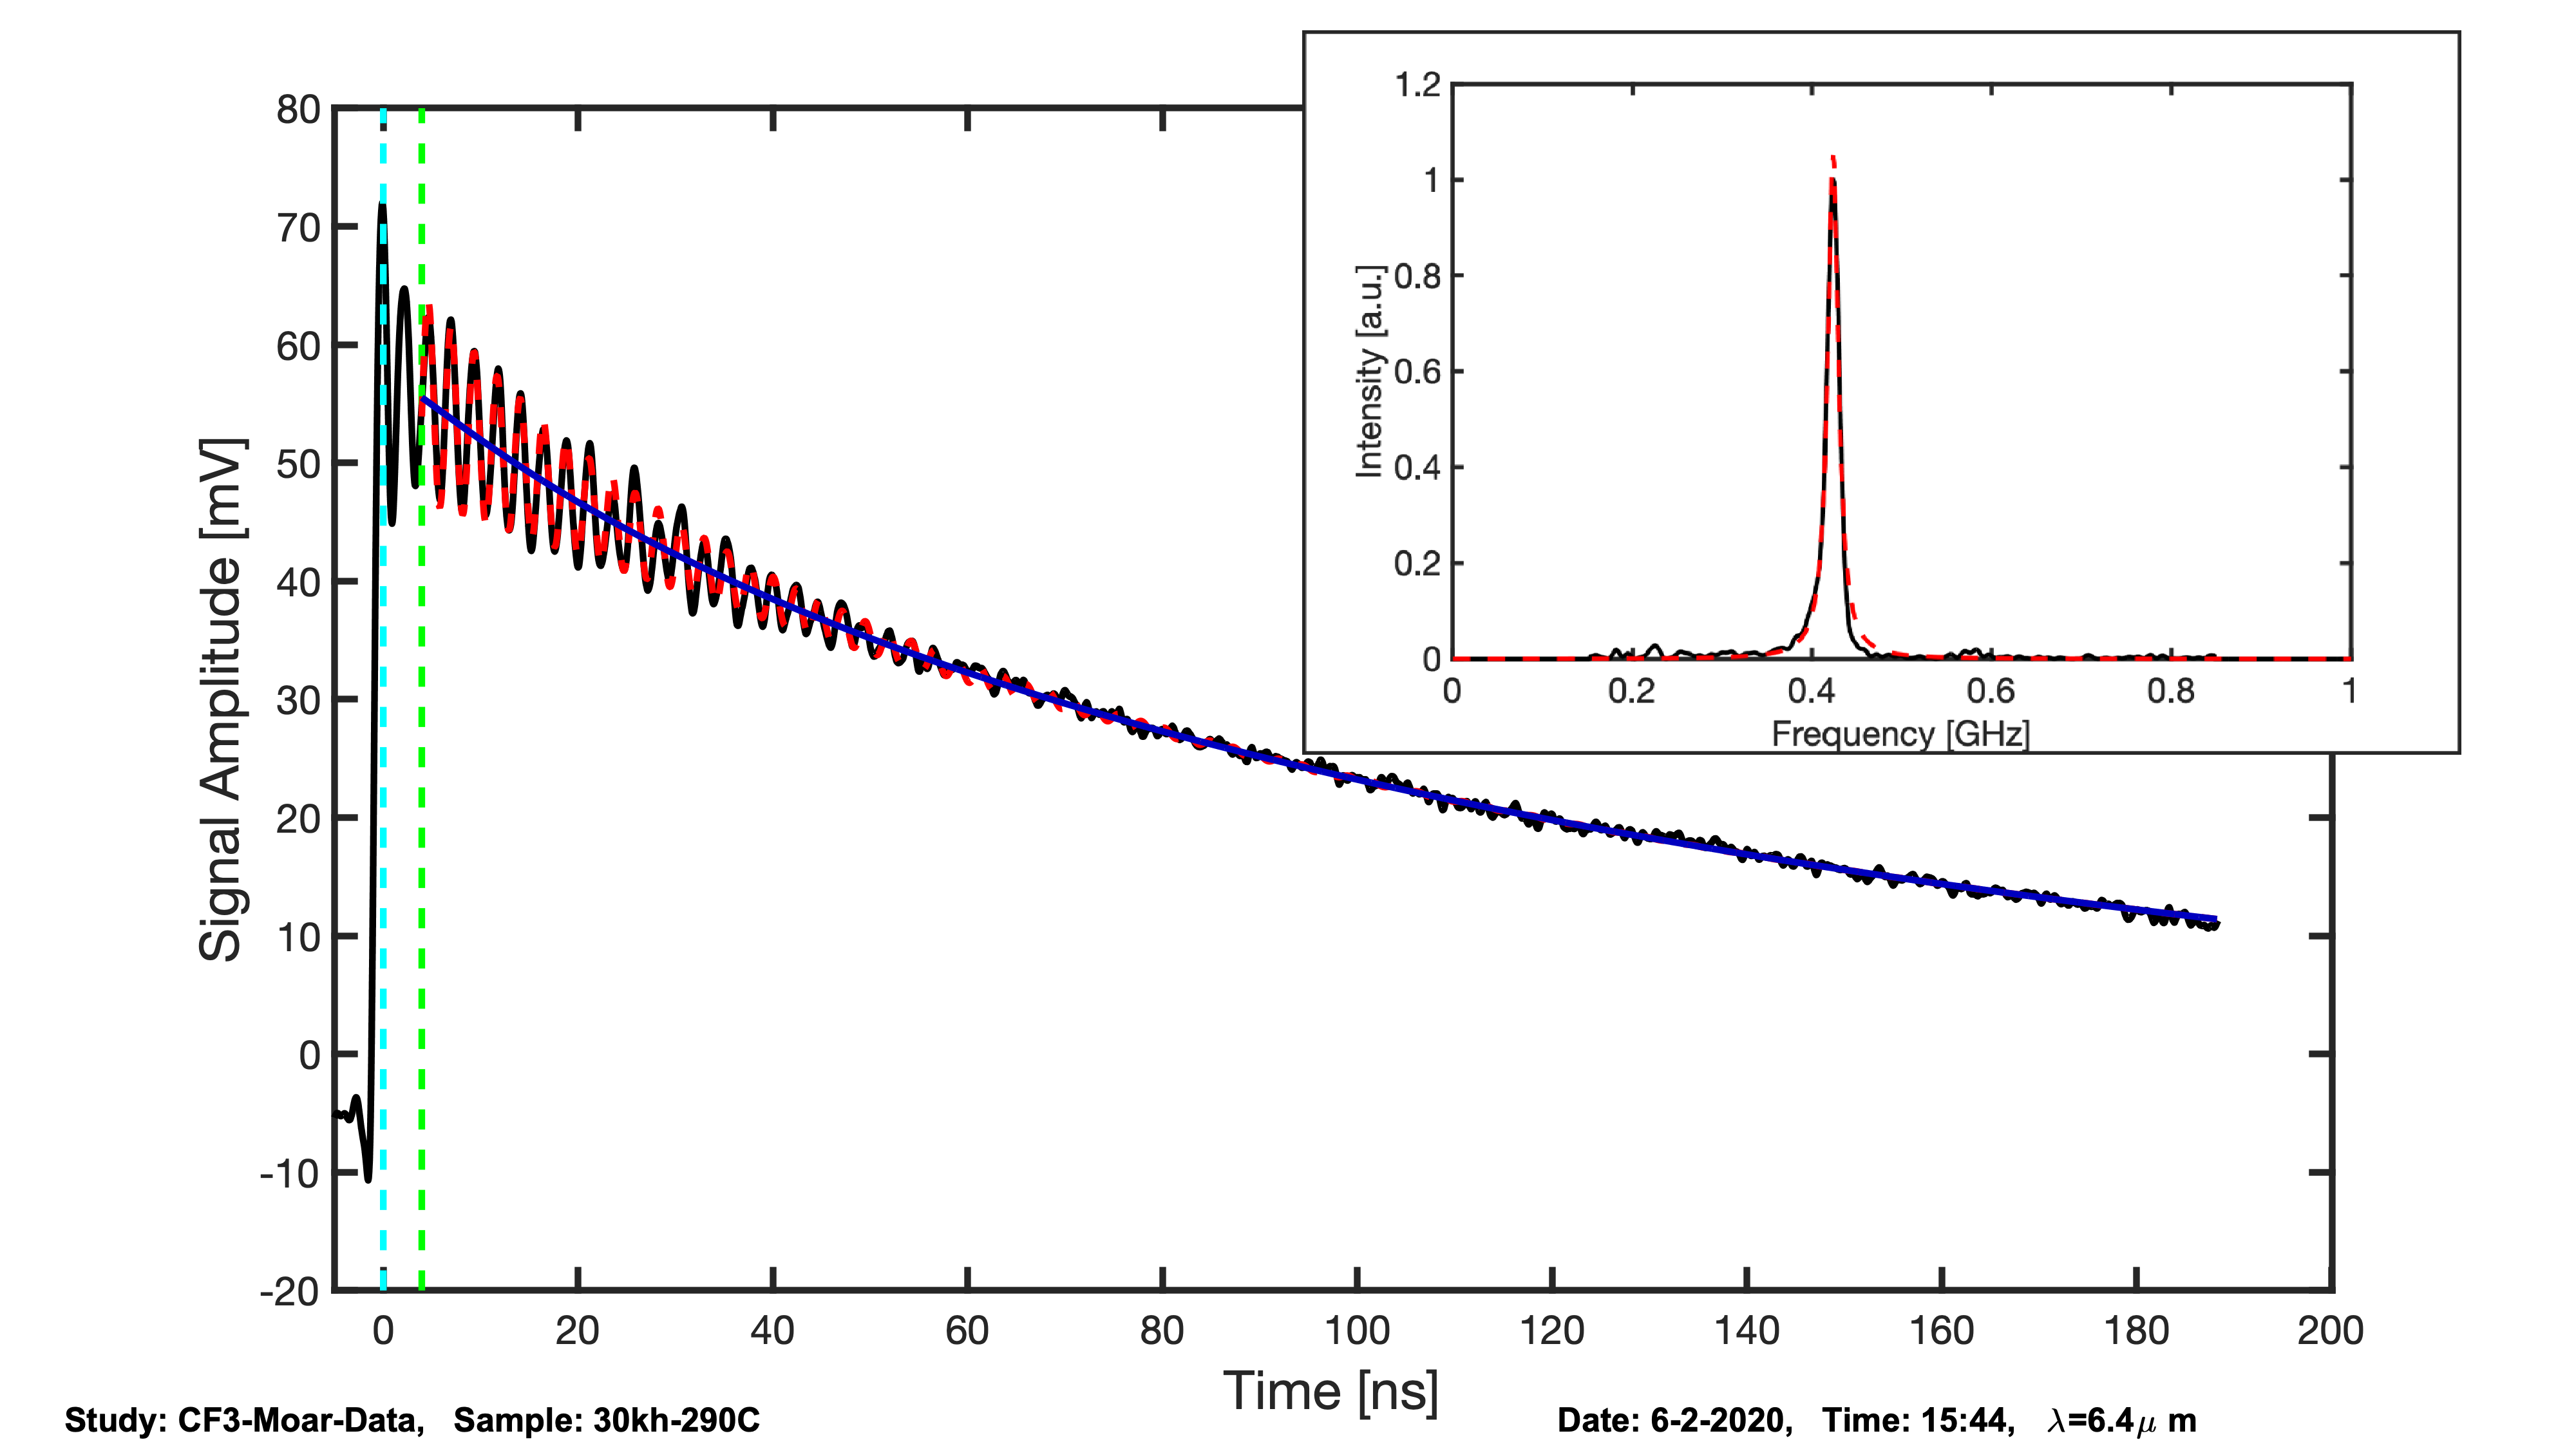 1.2
1
0.8
0.6
0.4
0.2
0
Intensity [a.u.]
0 0.2 0.4 0.6 0.8 1
Frequency [GHz]
80
70
60
50
40
30
20
10
0
-10
-20
Signal Amplitude [mV]
0 20 40 60 80 100 120 140 160 180 200
Time [ns]
Study: CF3-Moar-Data, Sample: 30kh-290C
Date: 6-2-2020, Time: 15:44, λ=6.4μ m